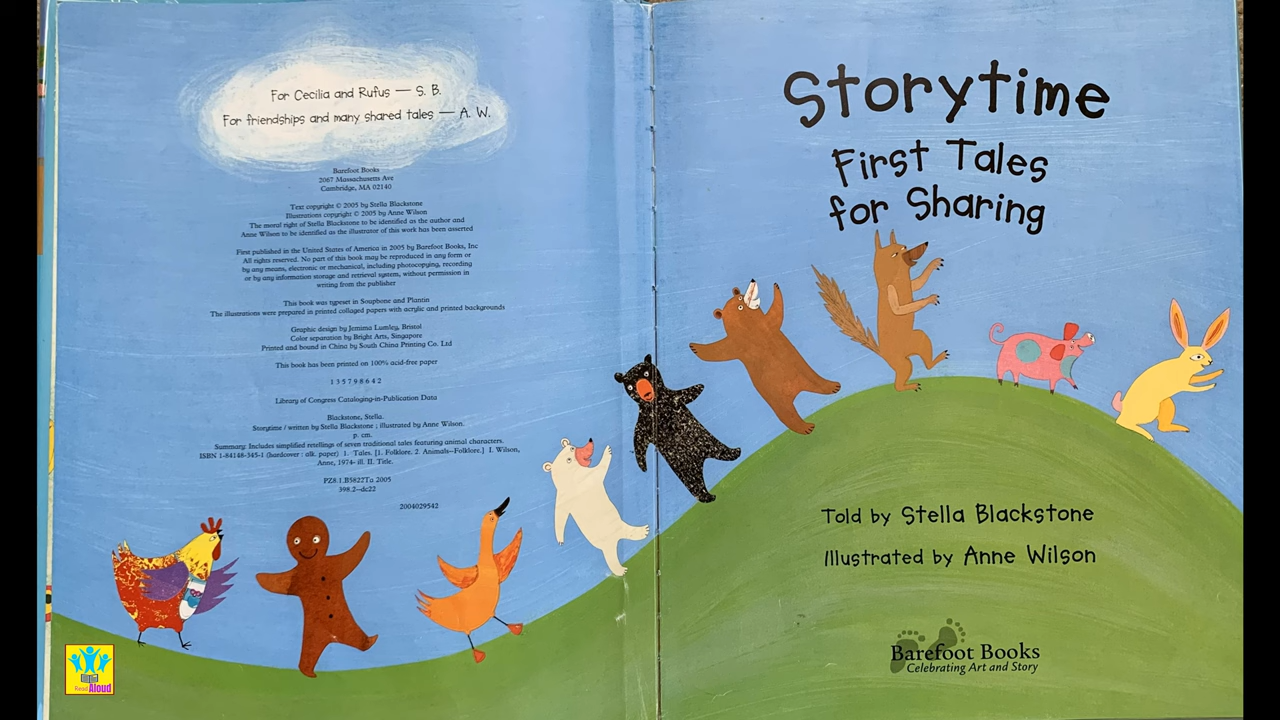 For Cecilia and Rufus — S. B.
For friendships and many shared tales — A. W.
Barefoot Books
2067 Massachusetts Ave
Cambridge, MA 02140
Text copyright © 2005 by Stella Blackstone
Illustrations copyright © 2005 by Anne Wilson
The moral right of Stella Blackstone to be identified as the author and
Anne Wilson to be identified as the illustrator of this work has been asserted
First published in the United States of America in 2005 by Barefoot Books, Inc
All rights reserved. No part of this book may be reproduced in any form or
by any means, electronic or mechanical, including photocopying, recording
or by any information storage and retrieval system, without permission in
writing from the publisher
This book was typeset in Souphone and Plantin
The illustrations were prepared in printed collaged papers with acrylic and printed backgrounds
Graphic design by Jemima Lumley, Bristol
Color separation by Bright Arts, Singapore
Printed and bound in China by South China Printing Co. Ltd
This book has been printed on 100% acid-free paper
1 3 5 7 9 8 6 4 2
Library of Congress Cataloging-in-Publication Data
Blackstone, Stella.
Storytime / written by Stella Blackstone ; illustrated by Anne Wilson.
p. cm.
Summary: Includes simplified retellings of seven traditional tales featuring animal characters.
ISBN 1-84148-345-1 (hardcover : alk. paper) 1. Tales. [1. Folklore. 2. Animals--Folklore.] I. Wilson,
Anne, 1974- ill. II. Title.
PZ8.1.B5822Ta 2005
398.2--dc22
2004029542
Read Aloud
Storytime
First Tales
for Sharing
Told by Stella Blackstone
Illustrated by Anne Wilson
Barefoot Books
Celebrating Art and Story